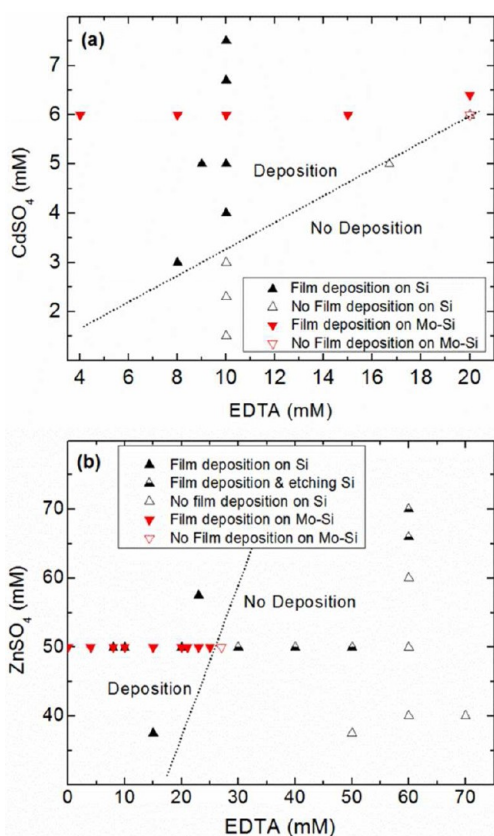 (a)
7
6
5
4
3
2
CdSO4 (mM)
Deposition
No Deposition
Film deposition on Si
No Film deposition on Si
Film deposition on Mo-Si
No Film deposition on Mo-Si
4 6 8 10 12 14 16 18 20
EDTA (mM)
(b)
Film deposition on Si
Film deposition & etching Si
No film deposition on Si
Film deposition on Mo-Si
No Film deposition on Mo-Si
70
60
50
40
ZnSO4 (mM)
No Deposition
Deposition
0 10 20 30 40 50 60 70
EDTA (mM)